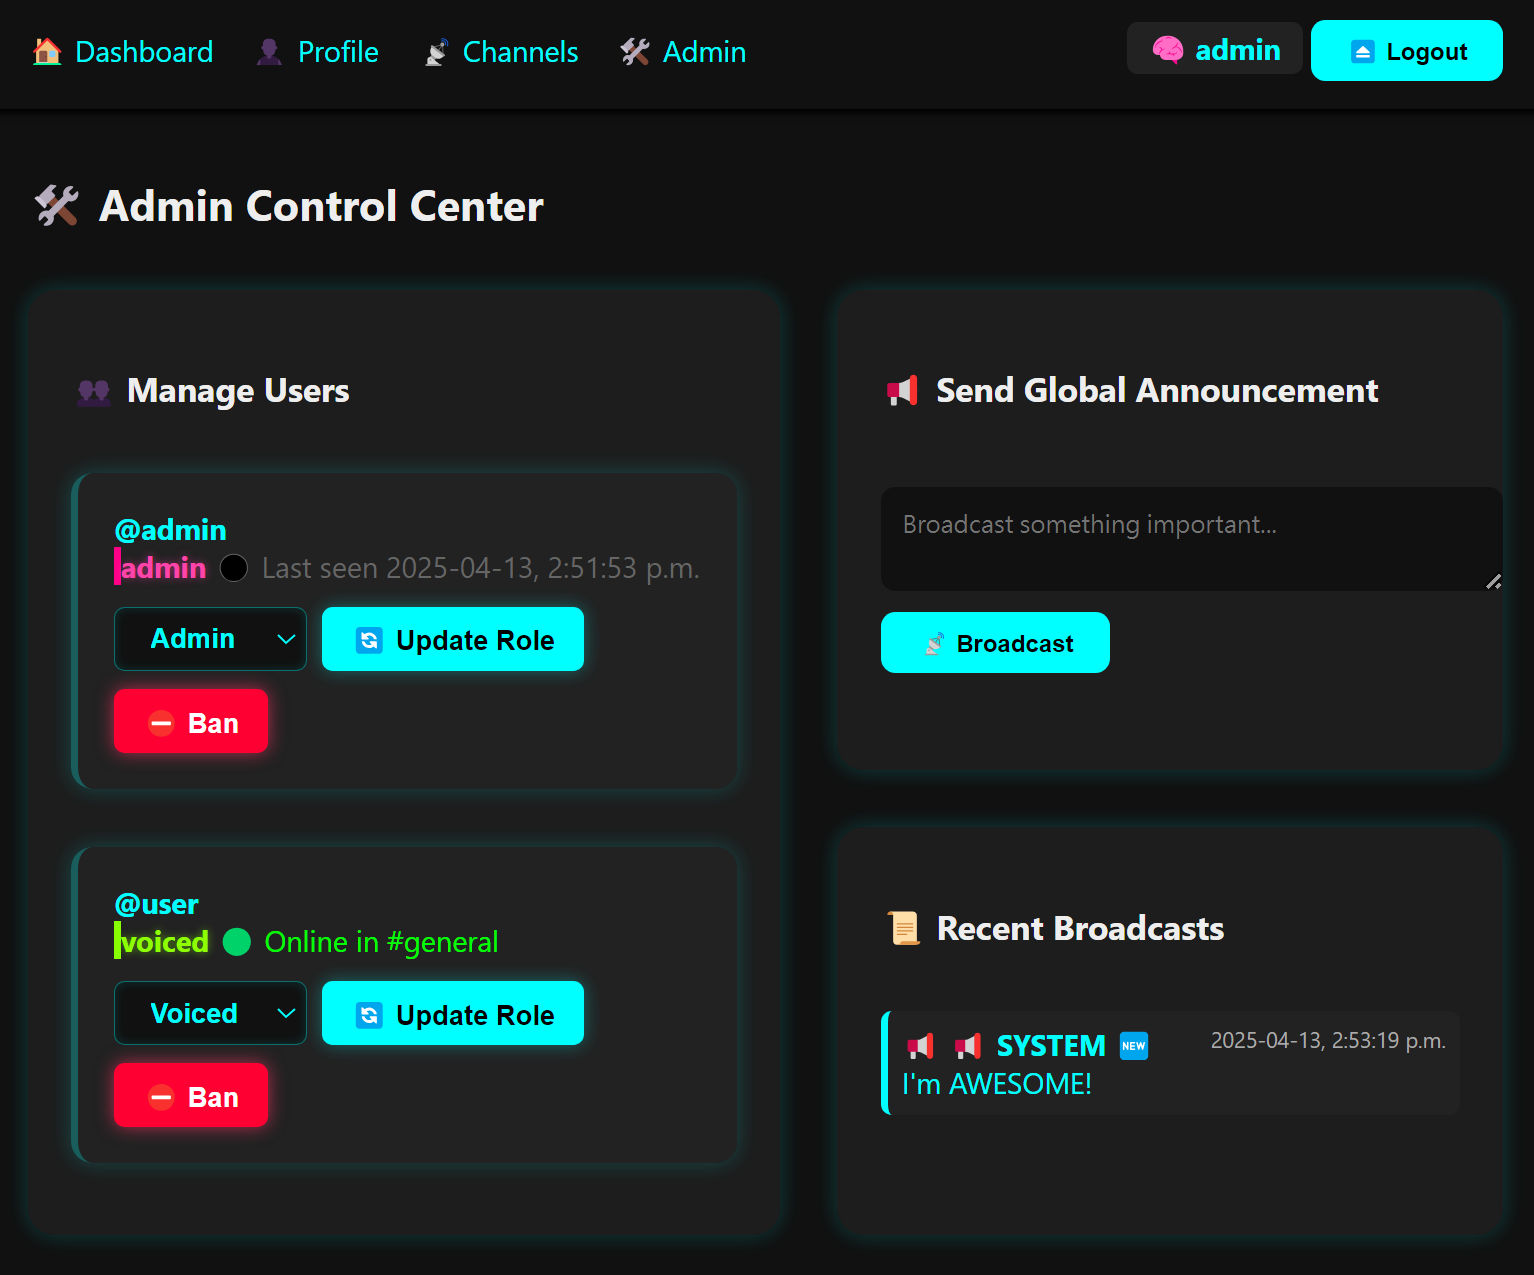 Dashboard Profile Channels Admin admin Logout
Admin Control Center
Manage Users
@admin
admin Last seen 2025-04-13, 2:51:53 p.m.
Admin Update Role
Ban
@user
voiced Online in #general
Voiced Update Role
Ban
Send Global Announcement
Broadcast something important...
Broadcast
Recent Broadcasts
SYSTEM NEW 2025-04-13, 2:53:19 p.m.
I'm AWESOME!